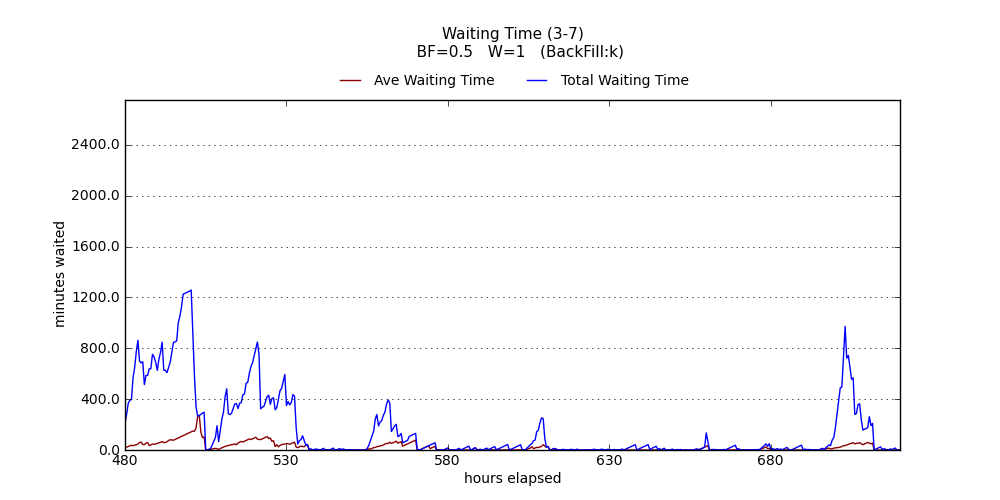 Waiting Time (3-7)
BF=0.5 W=1 (BackFill:k)
Ave Waiting Time
Total Waiting Time
2400.0
2000.0
1600.0
1200.0
800.0
400.0
0.0
minutes waited
480
530
580
630
680
hours elapsed